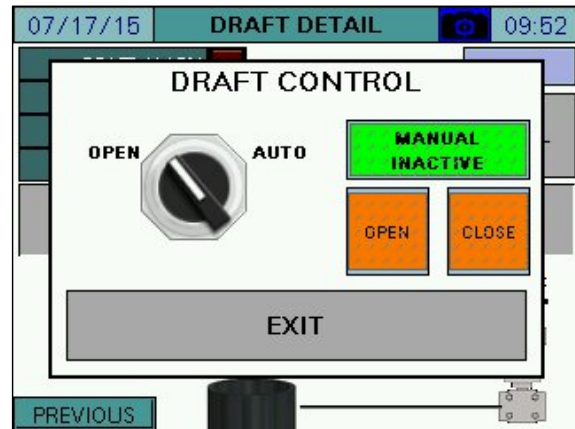 07/17/15 DRAFT DETAIL 09:52
DRAFT CONTROL
OPEN AUTO
MANUAL
INACTIVE
OPEN CLOSE
EXIT
PREVIOUS